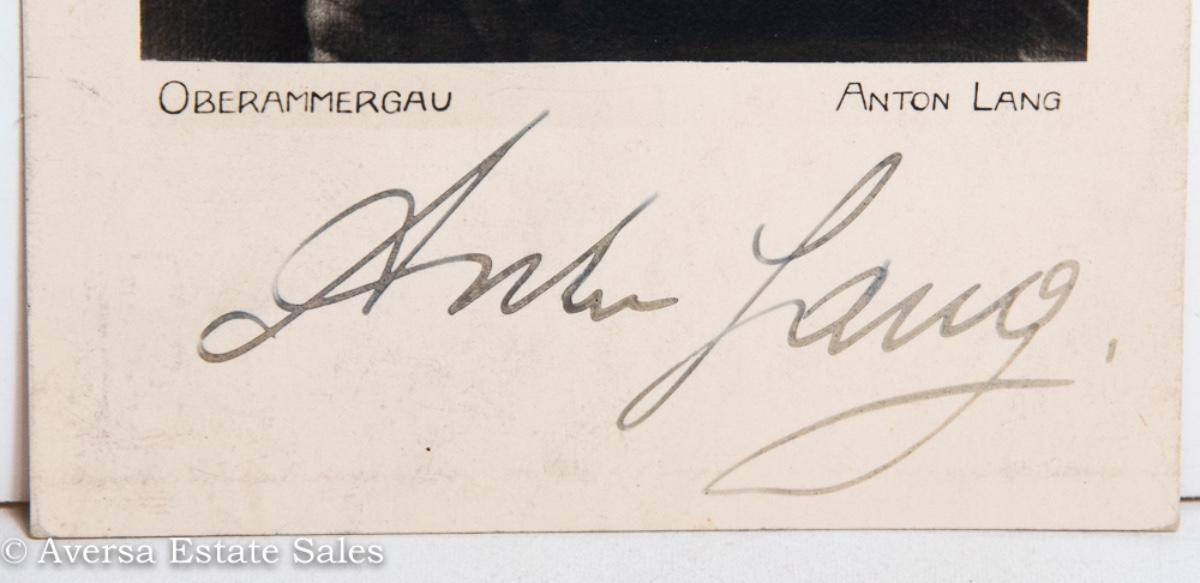 OBERAMMERGAU ANTON LANG
Anton Lang.
© Aversa Estate Sales